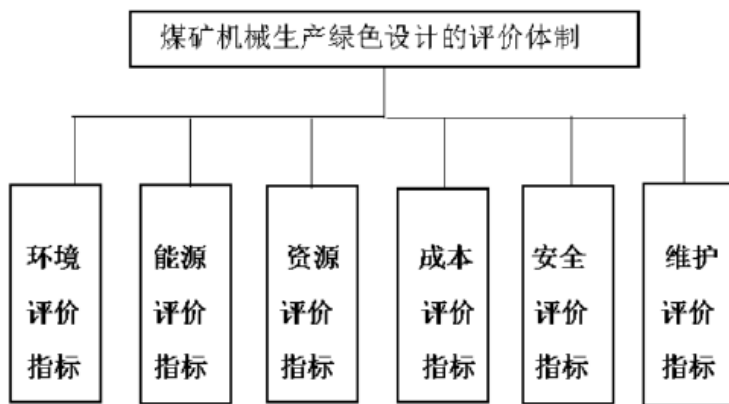 煤矿机械生产绿色设计的评价体制
环境
评价
指标
能源
评价
指标
资源
评价
指标
成本
评价
指标
安全
评价
指标
维护
评价
指标